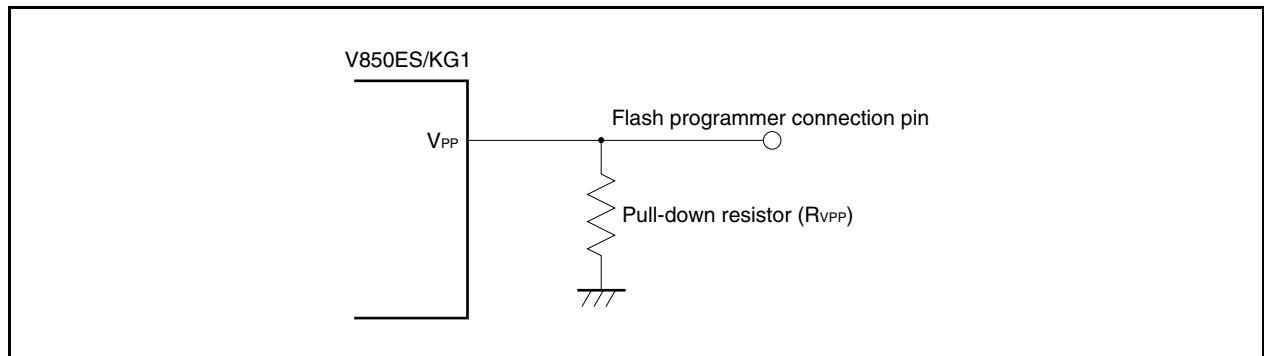 V850ES/KG1
Flash programmer connection pin
VPP
Pull-down resistor (RVPP)